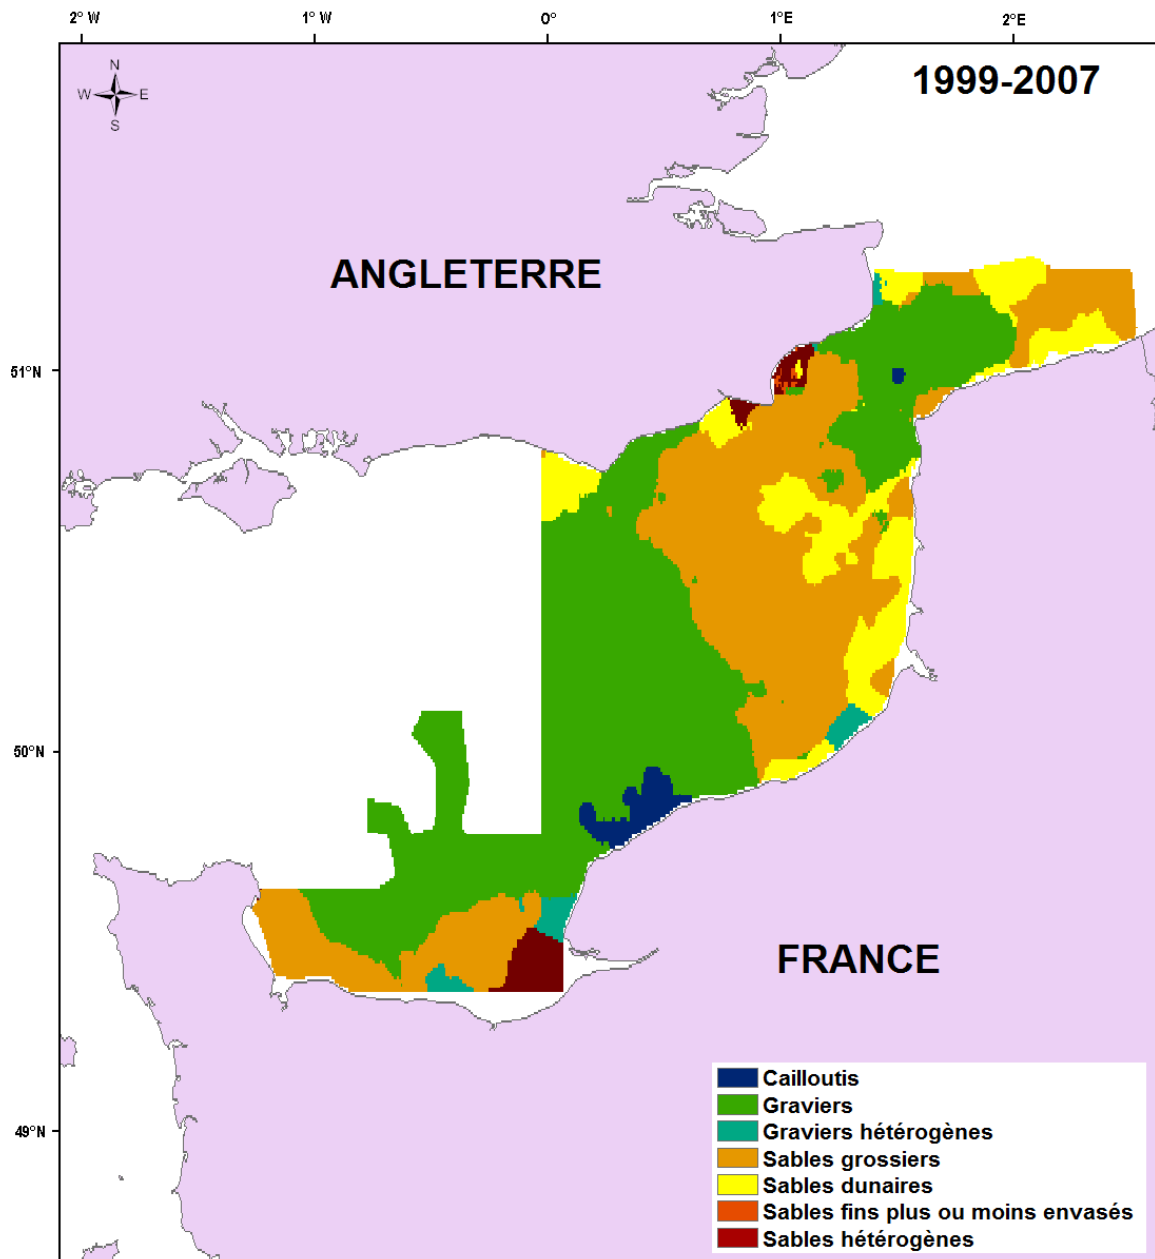 2° W 1° W 0° 1°E 2°E
N
W E
S
1999-2007
ANGLETERRE
51°N
50°N
FRANCE
49°N
Cailloutis
Graviers
Graviers hétérogènes
Sables grossiers
Sables dunaires
Sables fins plus ou moins envasés
Sables hétérogènes